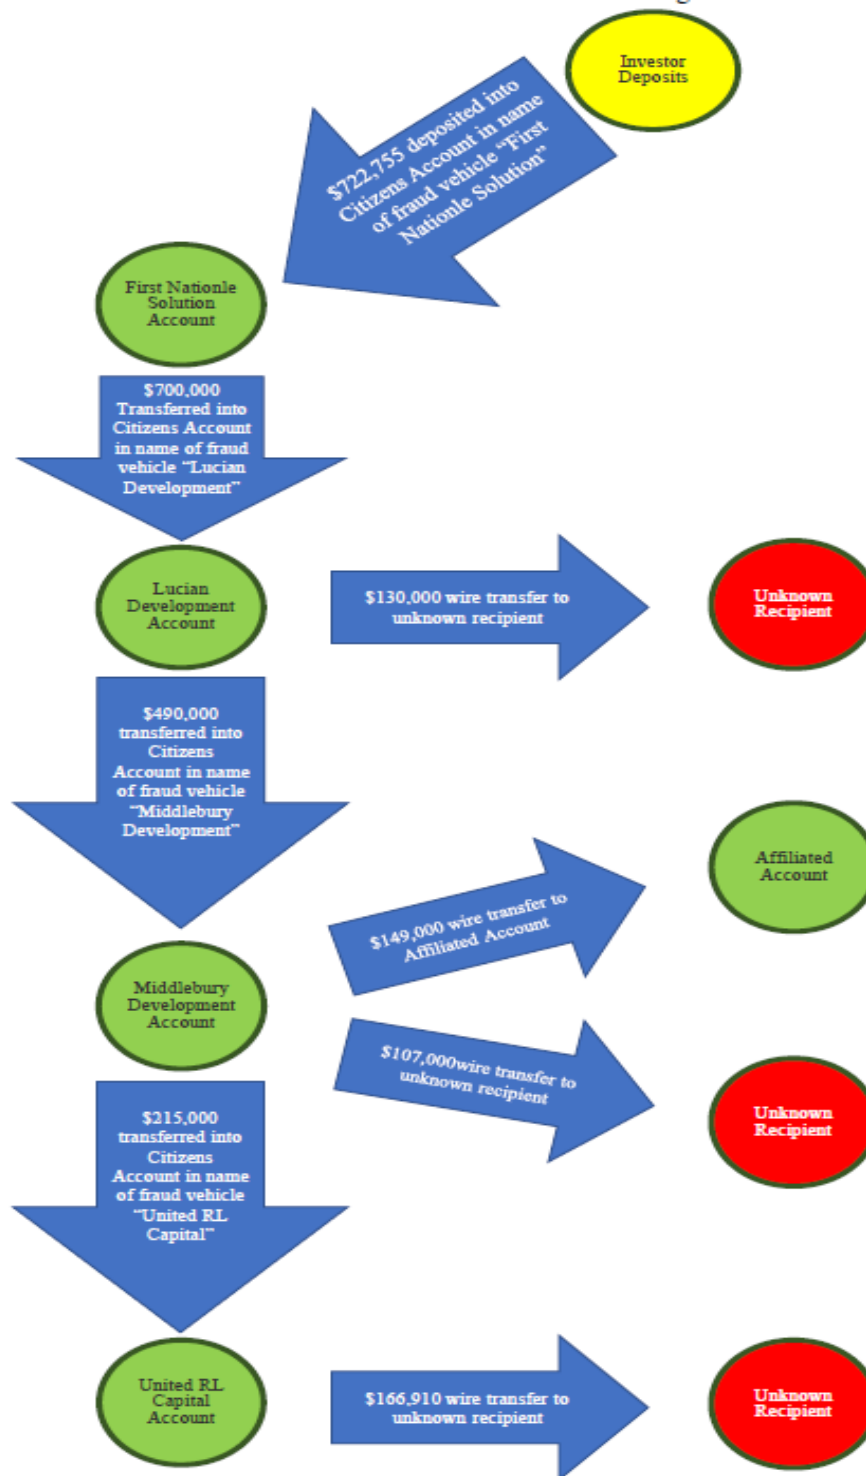 Investor
Deposits
$722,755 deposited into
Citizens Account in name
of fraud vehicle “First
Nationle Solution”
First Nationle
Solution
Account
$700,000
Transferred into
Citizens Account
in name of fraud
vehicle “Lucian
Development”
Lucian
Development
Account
$130,000 wire transfer to
unknown recipient
Unknown
Recipient
$490,000
transferred into
Citizens
Account in name
of fraud vehicle
“Middlebury
Development”
Affiliated
Account
$149,000 wire transfer to
Affiliated Account
Middlebury
Development
Account
$107,000wire transfer to
unknown recipient
Unknown
Recipient
$215,000
transferred into
Citizens
Account in name
of fraud vehicle
“United RL
Capital”
United RL
Capital
Account
$166,910 wire transfer to
unknown recipient
Unknown
Recipient